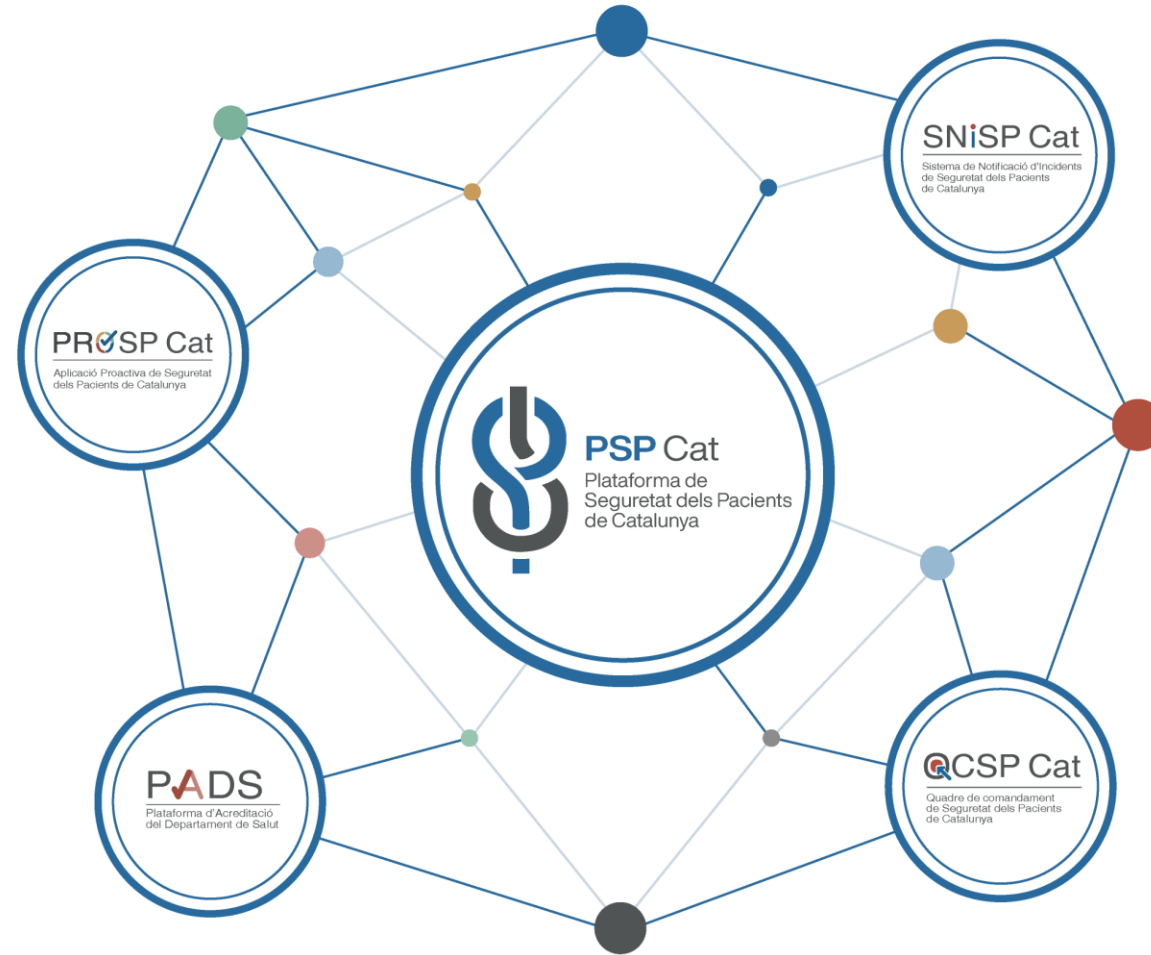 SNiSP Cat
Sistema de Notificació d'Incidents
de Seguretat dels Pacients
de Catalunya
PROSP Cat
Aplicació Proactiva de Seguretat
dels Pacients de Catalunya
PSP Cat
Plataforma de
Seguretat dels Pacients
de Catalunya
PADS
Plataforma d'Acreditació
del Departament de Salut
QCSP Cat
Quadre de comandament
de Seguretat dels Pacients
de Catalunya